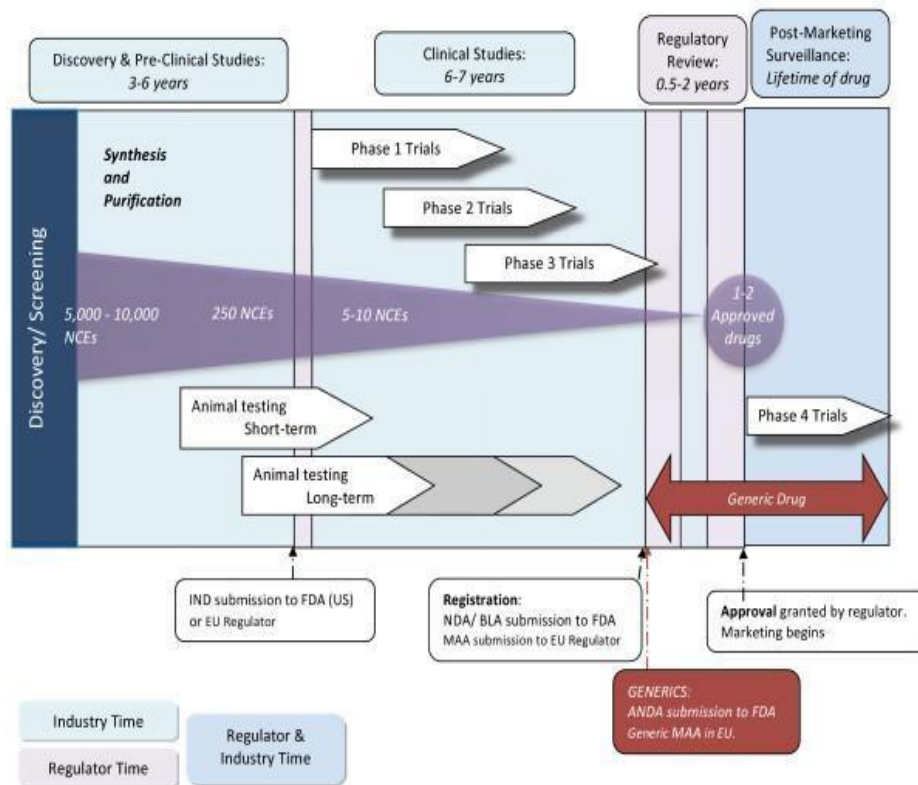 Discovery & Pre-Clinical Studies:
3-6 years
Clinical Studies:
6-7 years
Regulatory
Review:
0.5-2 years
Post-Marketing
Surveillance:
Lifetime of drug
Discovery/ Screening
Synthesis
and
Purification
Phase 1 Trials
Phase 2 Trials
Phase 3 Trials
5,000 - 10,000
NCEs
250 NCEs
5-10 NCEs
1-2
Approved
drugs
Animal testing
Short-term
Animal testing
Long-term
Phase 4 Trials
Generic Drug
IND submission to FDA (US)
or EU Regulator
Registration:
NDA/ BLA submission to FDA
MAA submission to EU Regulator
Approval granted by regulator.
Marketing begins
GENERICS:
ANDA submission to FDA
Generic MAA in EU.
Industry Time
Regulator Time
Regulator &
Industry Time